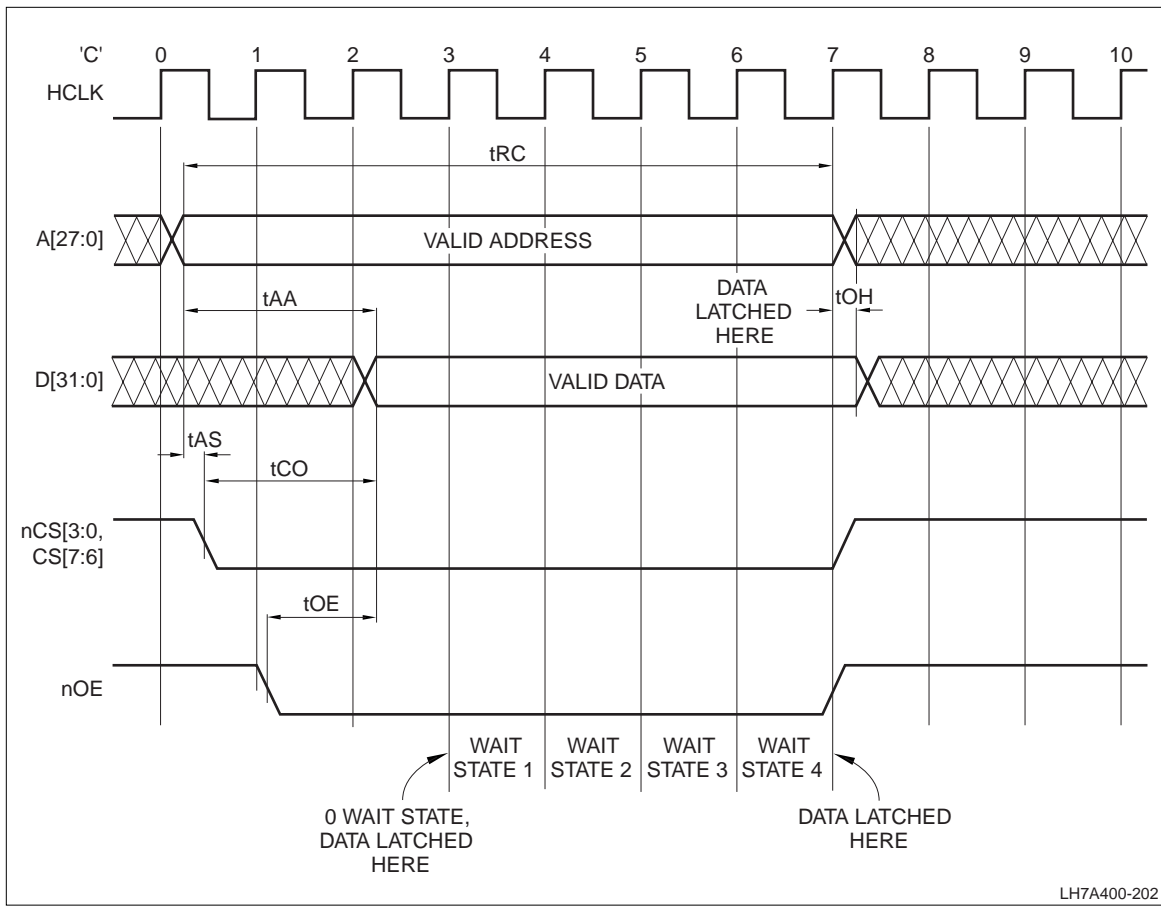 'C' 0 1 2 3 4 5 6 7 8 9 10
HCLK
tRC
A[27:0]
VALID ADDRESS
tAA
DATA
LATCHED
HERE
tOH
D[31:0]
VALID DATA
tAS
tCO
nCS[3:0,
CS[7:6]
tOE
nOE
WAIT
STATE 1
WAIT
STATE 2
WAIT
STATE 3
WAIT
STATE 4
0 WAIT STATE,
DATA LATCHED
HERE
DATA LATCHED
HERE
LH7A400-202